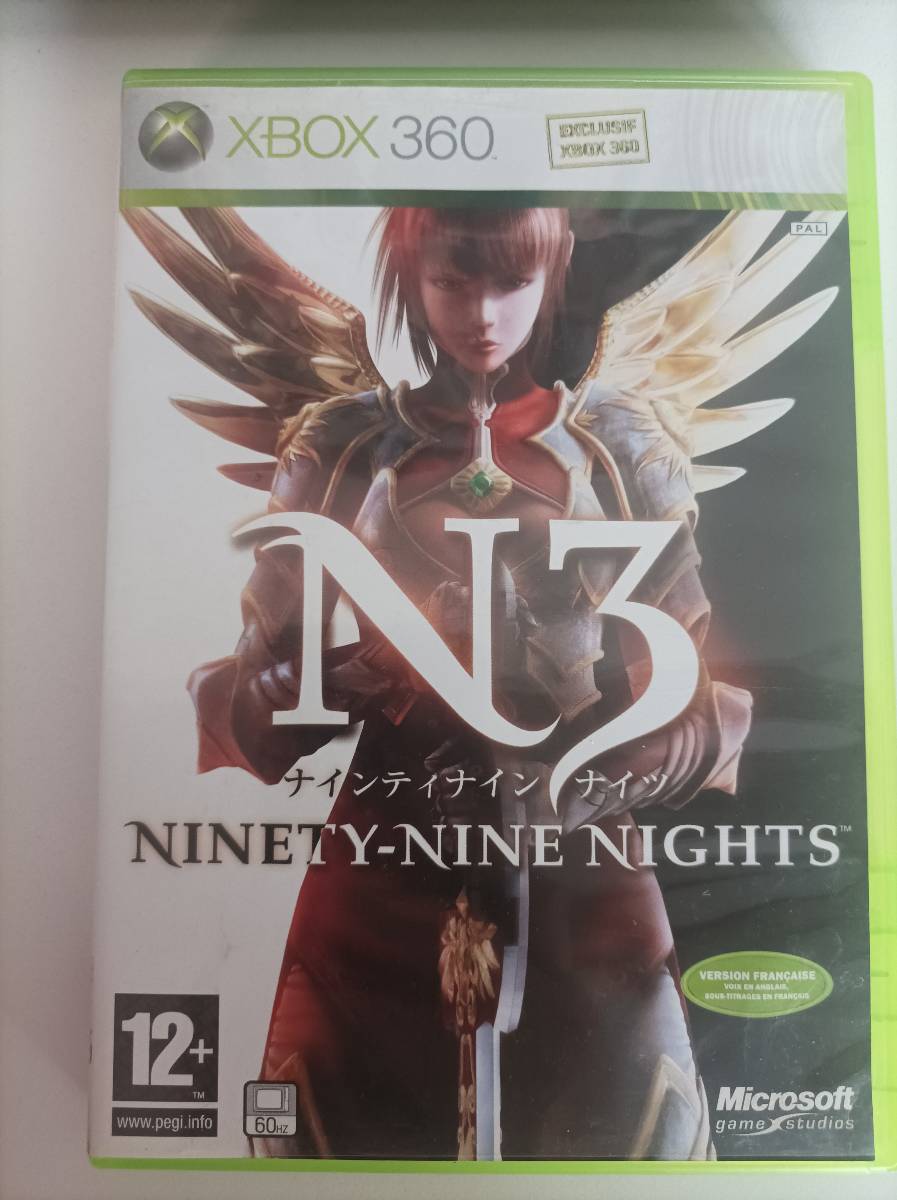 XBOX 360
EXCLUSIF
XBOX 360
PAL
N3
ナインティナイン ナイツ
NINETY-NINE NIGHTS™
VERSION FRANÇAISE
VOIX EN ANGLAIS,
SOUS-TITRAGES EN FRANÇAIS
12+
TM
www.pegi.info
60HZ
Microsoft
game studios